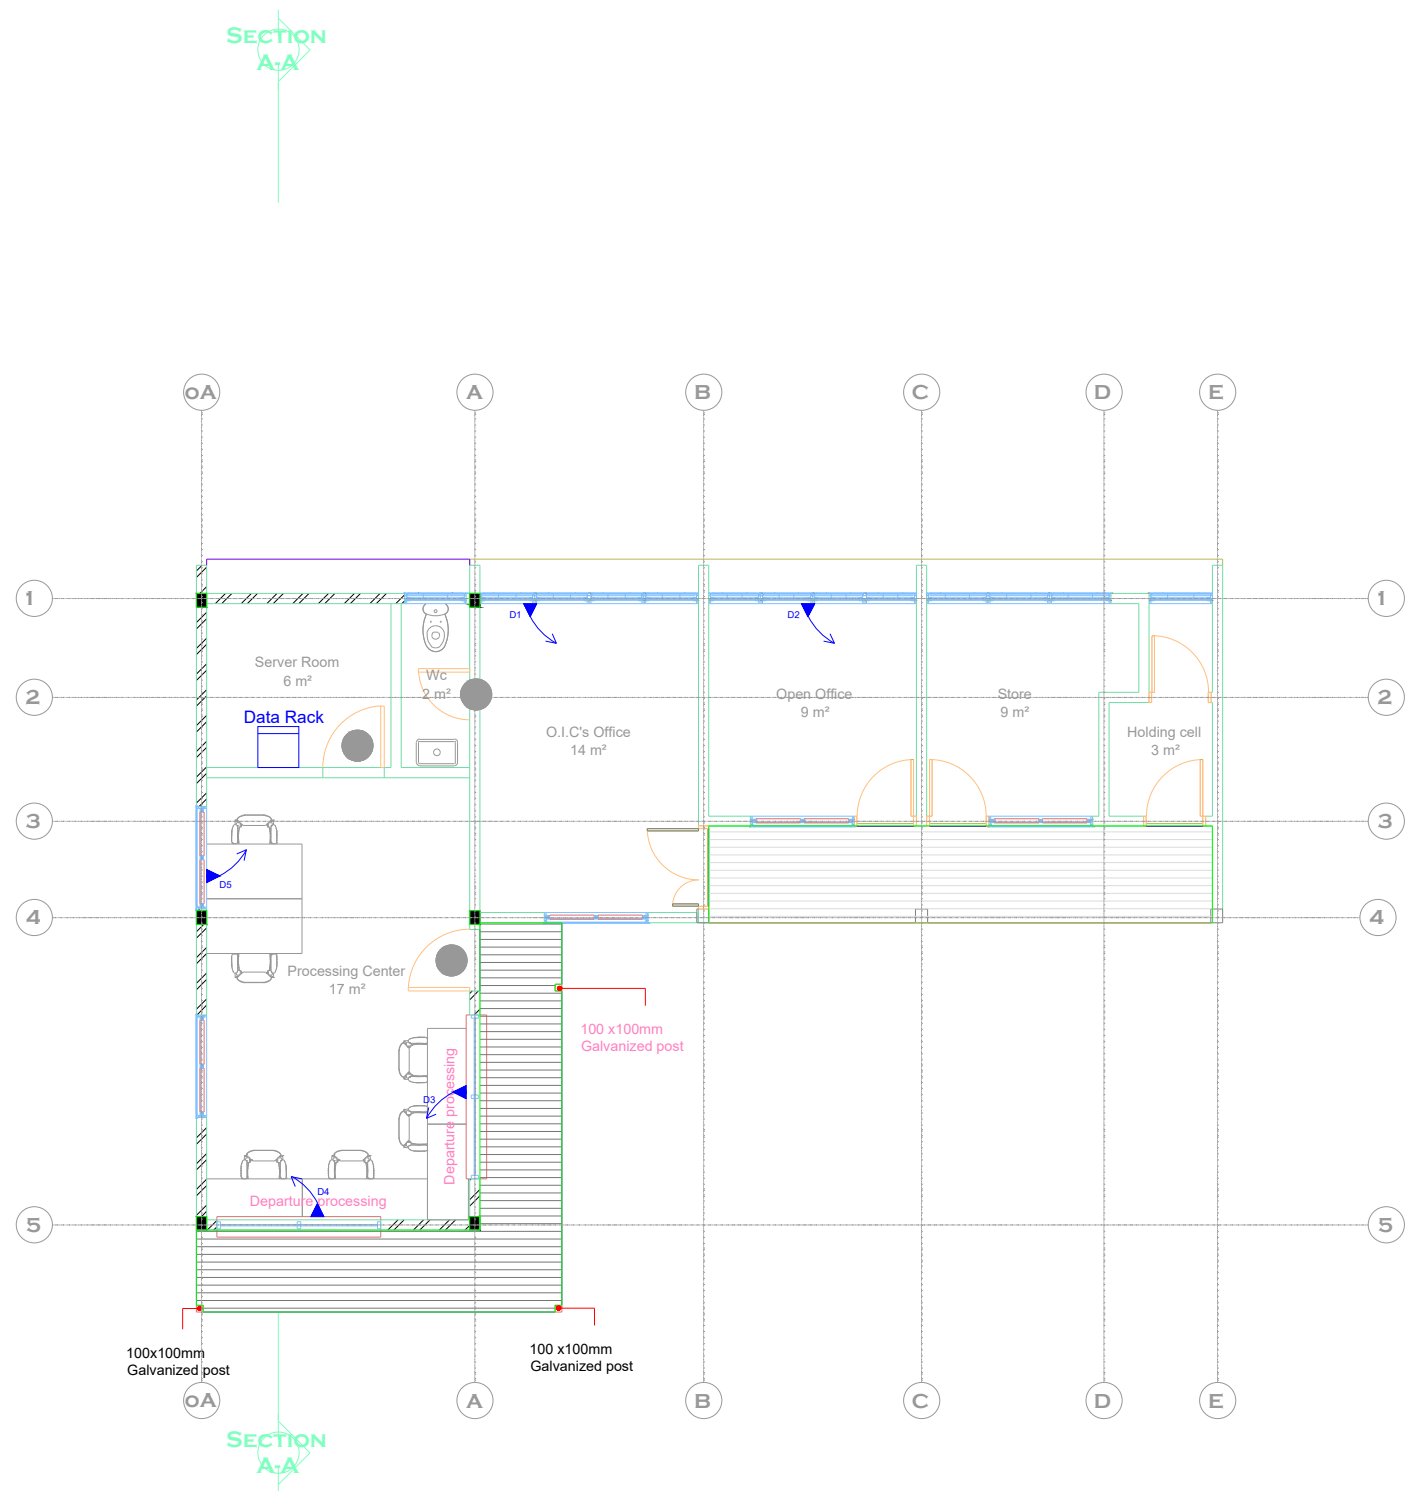 SECTION
A-A
oA A B C D E
1 1
D1 D2
Server Room
6 m²
Wc
2 m²
2 2
Open Office
9 m²
Store
9 m²
Data Rack
O.I.C's Office
14 m²
Holding cell
3 m²
3 3
D5
4 4
Processing Center
17 m²
100 x100mm
Galvanized post
D3
Departure processing
D4
Departure processing
5 5
100x100mm
Galvanized post
100 x100mm
Galvanized post
oA A B C D E
SECTION
A-A